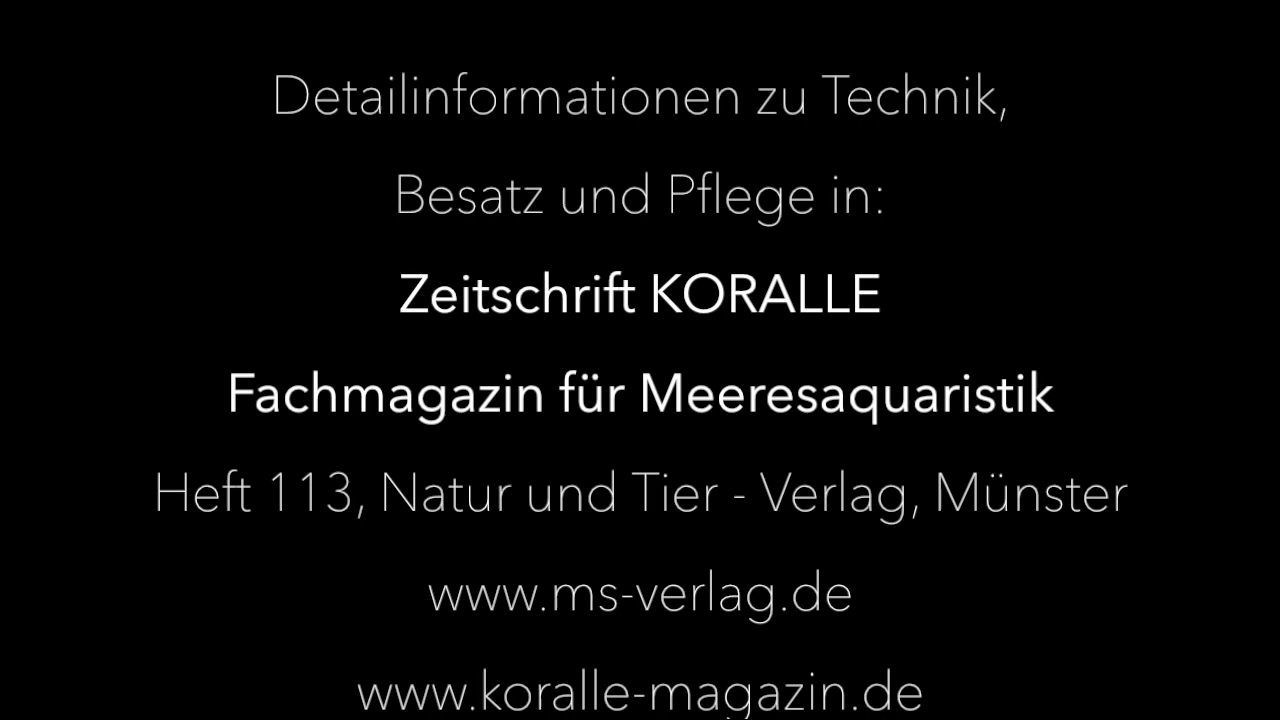 Detailinformationen zu Technik,
Besatz und Pflege in:
Zeitschrift KORALLE
Fachmagazin für Meeresaquaristik
Heft 113, Natur und Tier - Verlag, Münster
www.ms-verlag.de
www.koralle-magazin.de